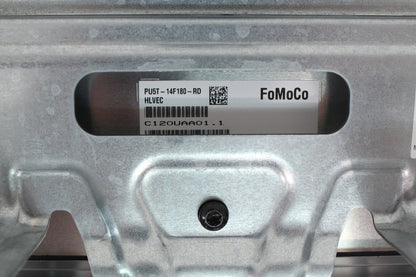 PU5T-14F180-RD
HLVEC
FoMoCo
C120UAA01.1